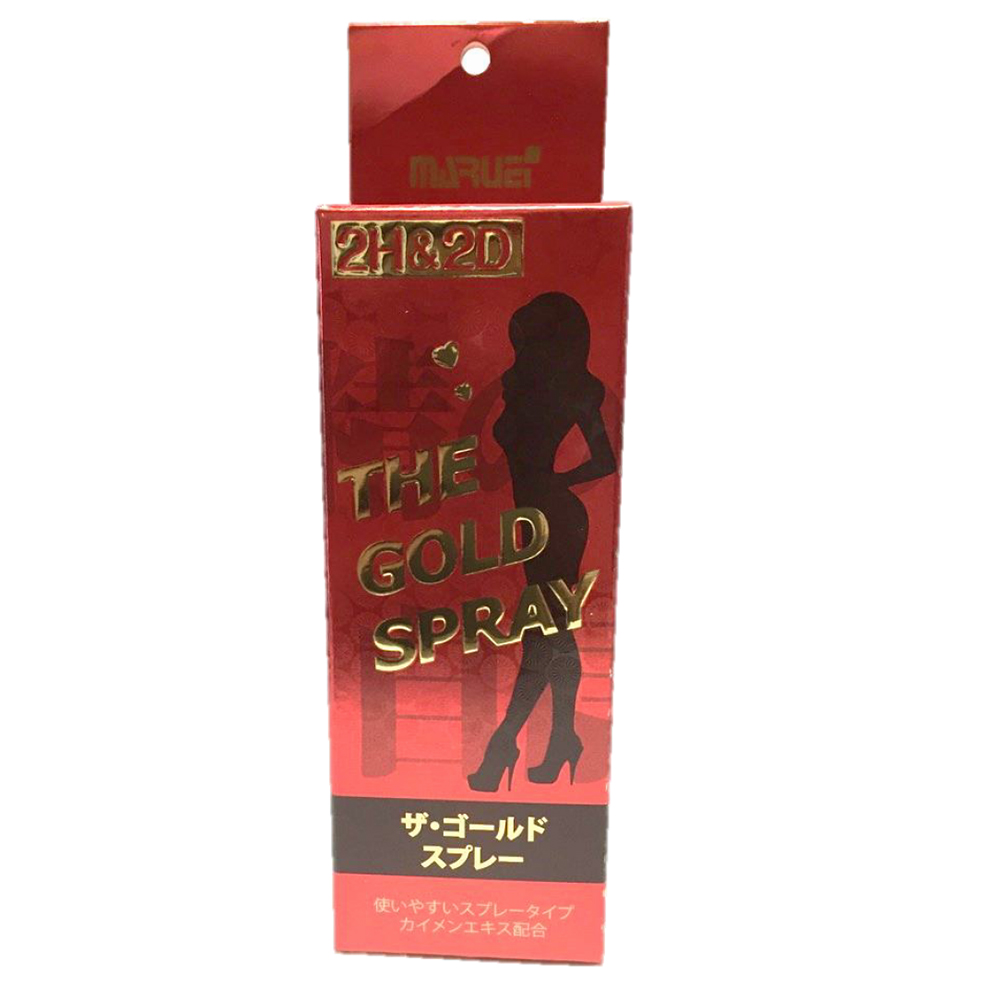 MARUEI
2H&2D
THE
GOLD
SPRAY
ザ・ゴールド
スプレー
使いやすいスプレータイプ
カイメンエキス配合